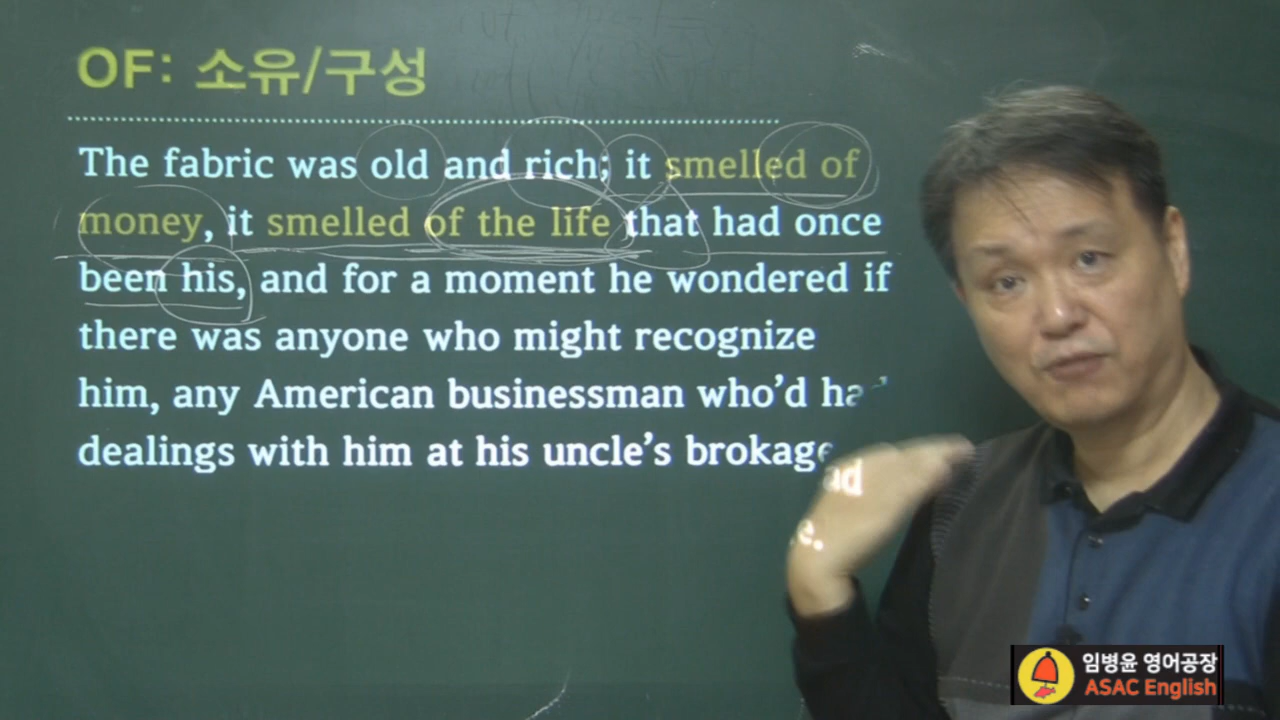 OF: 소유/구성
The fabric was old and rich; it smelled of
money, it smelled of the life that had once
been his, and for a moment he wondered if
there was anyone who might recognize
him, any American businessman who’d had
dealings with him at his uncle’s brokage.
임병윤 영어공장
ASAC English